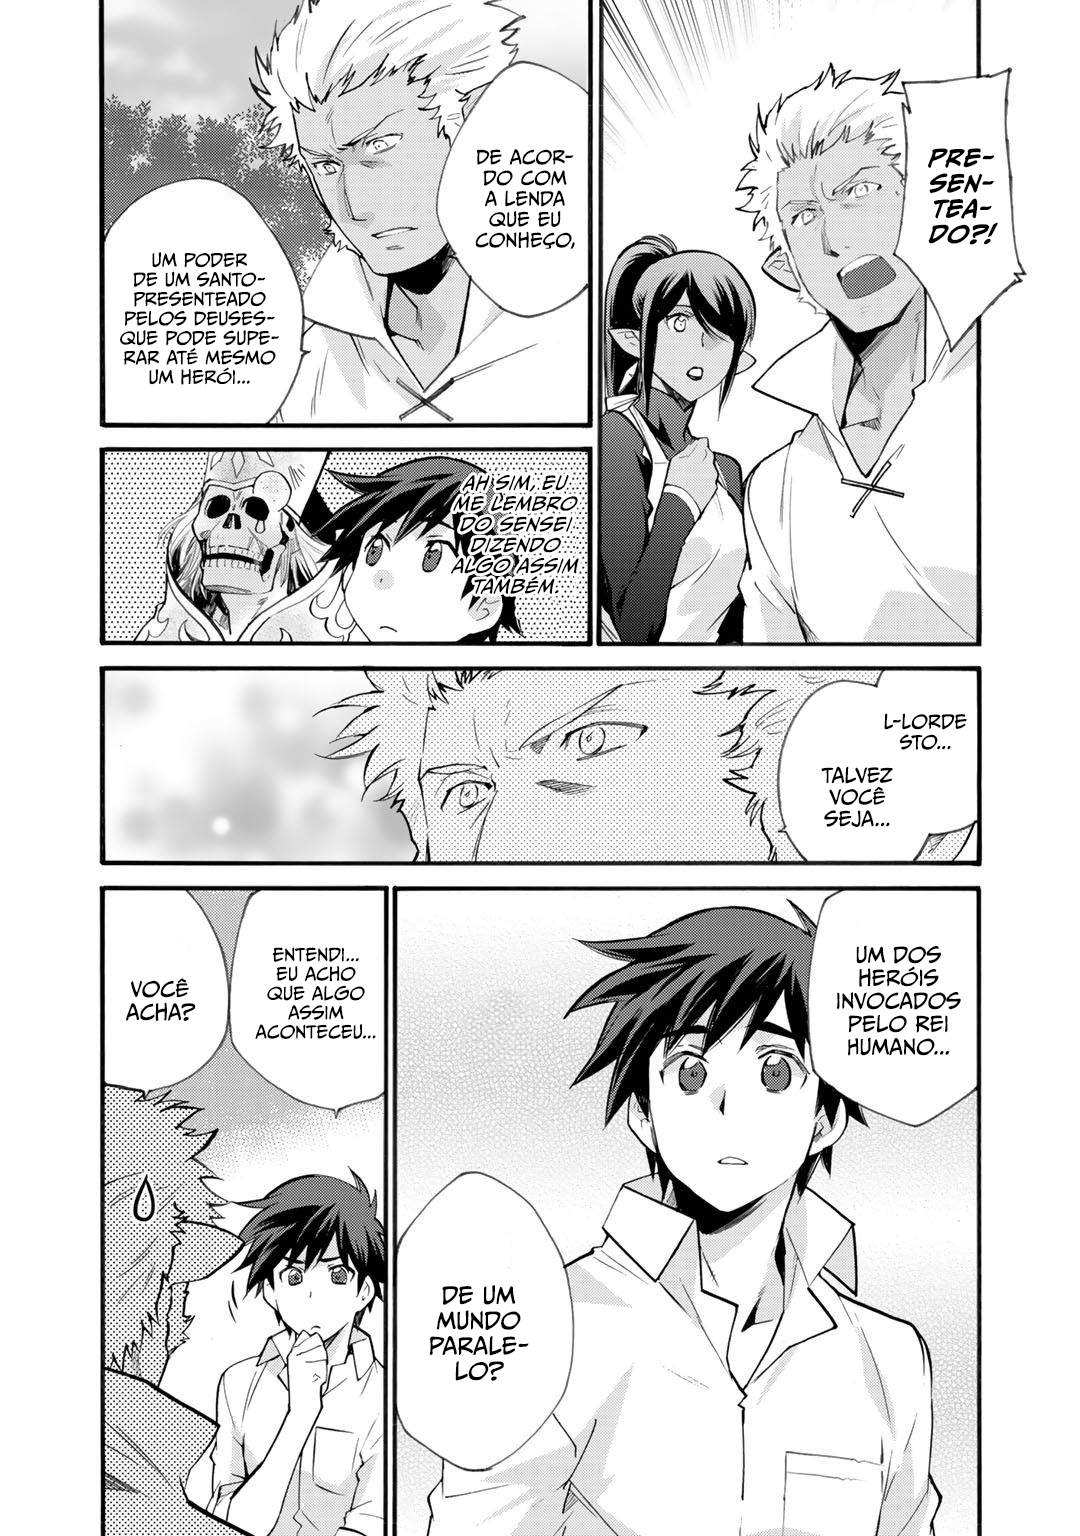 PRE-
SEN-
TEA-
DO?!
DE ACOR-
DO COM
A LENDA
QUE EU
CONHEÇO,
UM PODER
DE UM SANTO-
PRESENTEADO
PELOS DEUSES-
QUE PODE SUPE-
RAR ATÉ MESMO
UM HERÓI...
AH SIM, EU
ME LEMBRO
DO SENSEI
DIZENDO
ALGO ASSIM
TAMBÉM.
L-LORDE
STO...
TALVEZ
VOCÊ
SEJA...
UM DOS
HERÓIS
INVOCADOS
PELO REI
HUMANO...
DE UM
MUNDO
PARALE-
LO?
ENTENDI...
EU ACHO
QUE ALGO
ASSIM
ACONTECEU...
VOCÊ
ACHA?